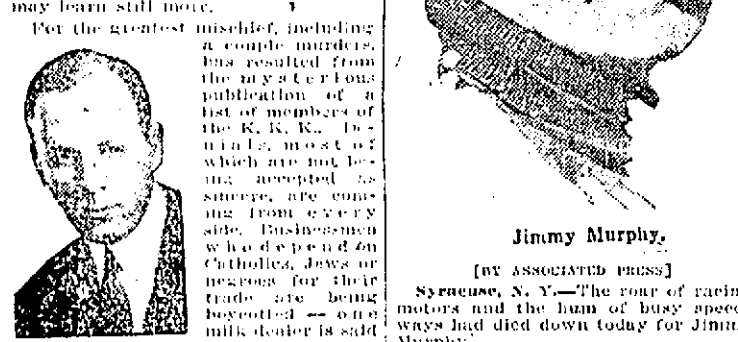 may learn still more.
For the greatest mischief, including
a couple murders,
has resulted from
the mysterious
publication of a
list of members of
the K. K. K. De-
nials, most of
which are not be-
ing accepted as
sincere, are com-
ing from every
side. Businessmen
who depend on
Catholics, Jews or
negroes for their
trade are being
boycotted -- one
milk dealer is said
Jimmy Murphy.
[BY ASSOCIATED PRESS]
Syracuse, N. Y.—The roar of racin
motors and the hum of busy speed
ways had died down today for Jimm
Murphy